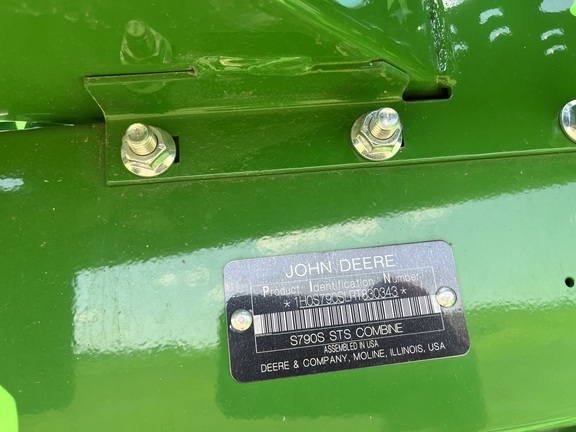 JOHN DEERE
Product Identification Number
S790S STS COMBINE
ASSEMBLED IN USA
DEERE & COMPANY, MOLINE, ILLINOIS, USA